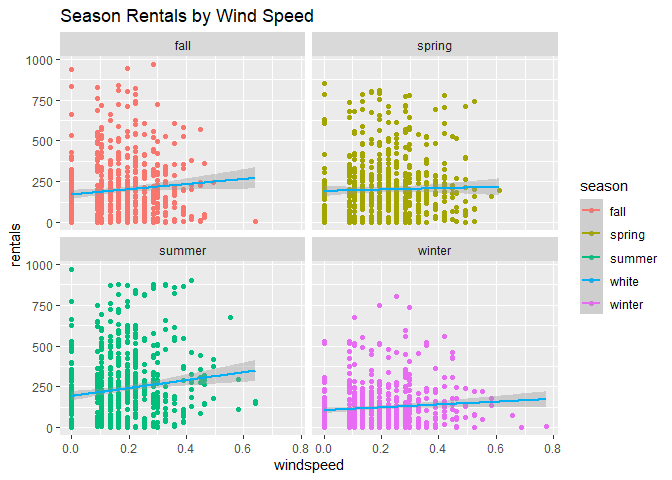 Season Rentals by Wind Speed
fall
spring
1000
750
500
250
0
summer
winter
1000
750
500
250
0
0.0
0.2
0.4
0.6
0.8
0.0
0.2
0.4
0.6
0.8
rentals
windspeed
season
fall
spring
summer
white
winter